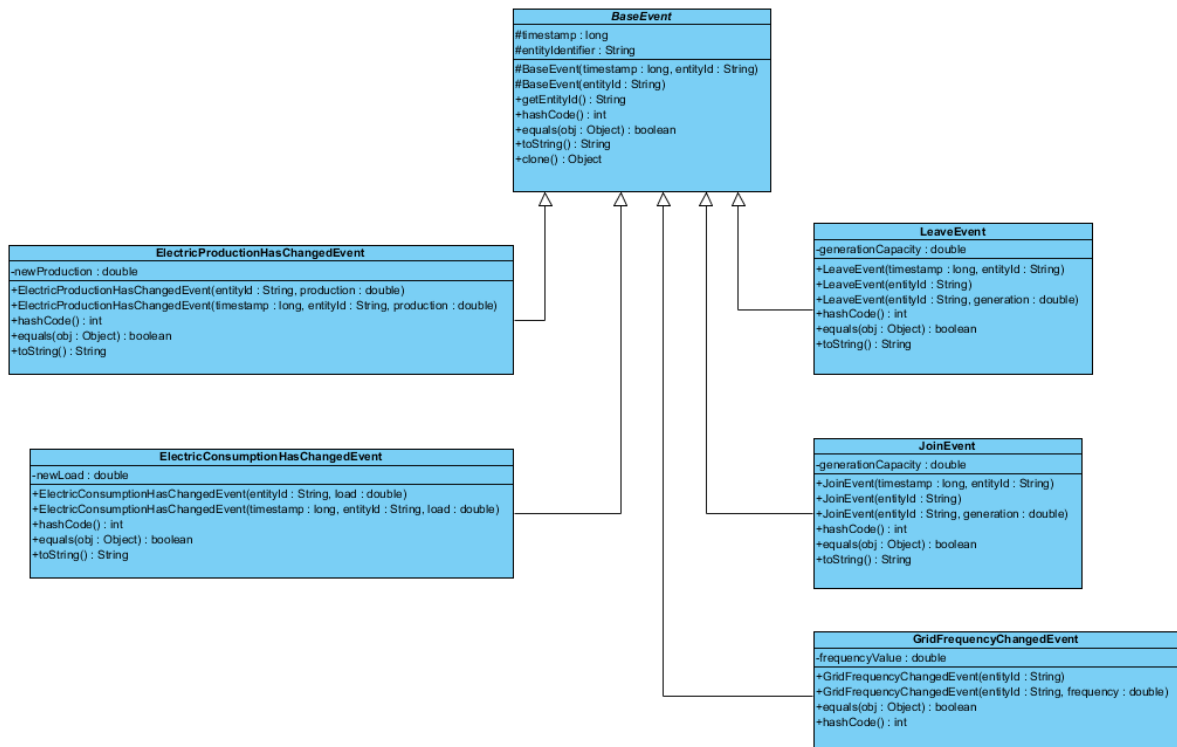 BaseEvent
#timestamp : long
#entityIdentifier : String
#BaseEvent(timestamp : long, entityId : String)
#BaseEvent(entityId : String)
+getEntityId() : String
+hashCode() : int
+equals(obj : Object) : boolean
+toString() : String
+clone() : Object
ElectricProductionHasChangedEvent
-newProduction : double
+ElectricProductionHasChangedEvent(entityId : String, production : double)
+ElectricProductionHasChangedEvent(timestamp : long, entityId : String, production : double)
+hashCode() : int
+equals(obj : Object) : boolean
+toString() : String
LeaveEvent
-generationCapacity : double
+LeaveEvent(timestamp : long, entityId : String)
+LeaveEvent(entityId : String)
+LeaveEvent(entityId : String, generation : double)
+hashCode() : int
+equals(obj : Object) : boolean
+toString() : String
ElectricConsumptionHasChangedEvent
-newLoad : double
+ElectricConsumptionHasChangedEvent(entityId : String, load : double)
+ElectricConsumptionHasChangedEvent(timestamp : long, entityId : String, load : double)
+hashCode() : int
+equals(obj : Object) : boolean
+toString() : String
JoinEvent
-generationCapacity : double
+JoinEvent(timestamp : long, entityId : String)
+JoinEvent(entityId : String)
+JoinEvent(entityId : String, generation : double)
+hashCode() : int
+equals(obj : Object) : boolean
+toString() : String
GridFrequencyChangedEvent
-frequencyValue : double
+GridFrequencyChangedEvent(entityId : String)
+GridFrequencyChangedEvent(entityId : String, frequency : double)
+equals(obj : Object) : boolean
+hashCode() : int